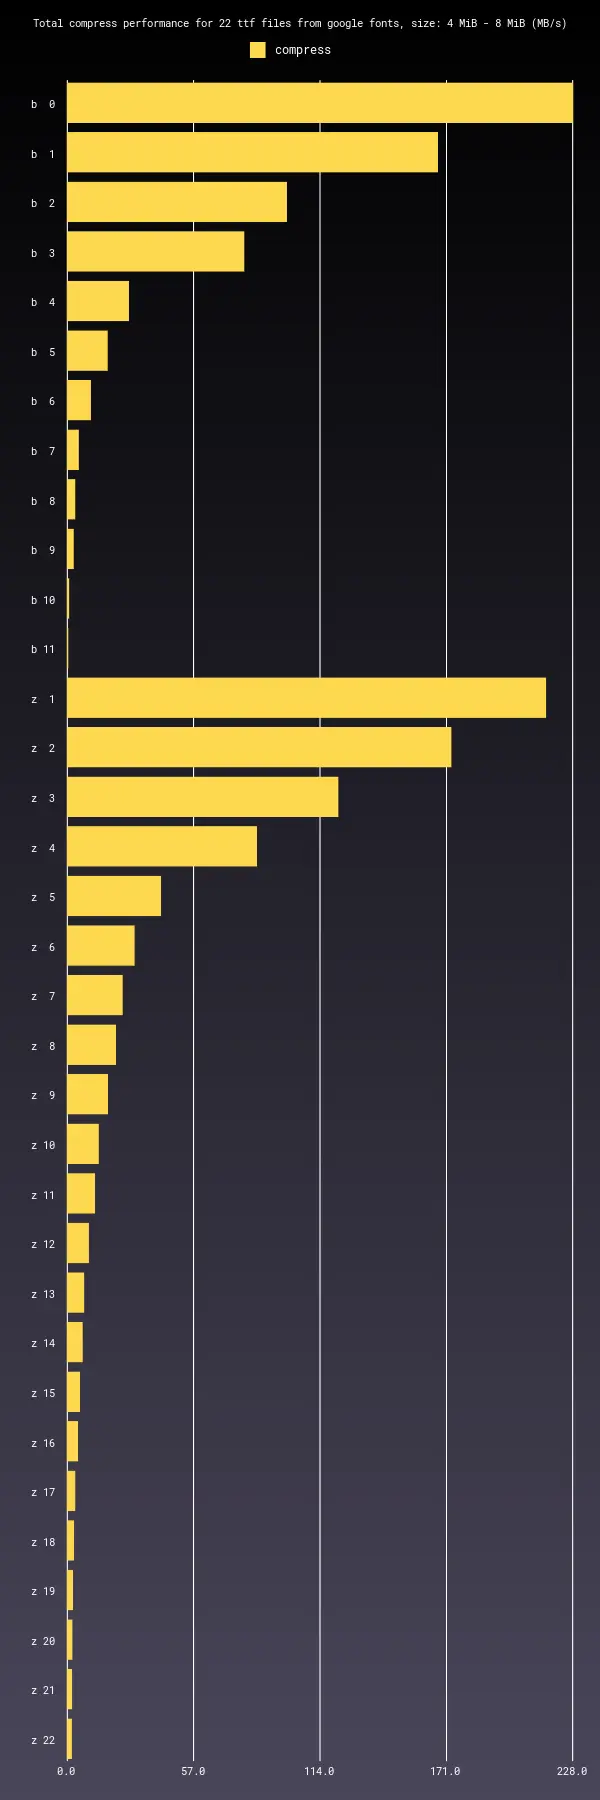 Total compress performance for 22 ttf files from google fonts, size: 4 MiB - 8 MiB (MB/s)
compress
b 0
b 1
b 2
b 3
b 4
b 5
b 6
b 7
b 8
b 9
b 10
b 11
z 1
z 2
z 3
z 4
z 5
z 6
z 7
z 8
z 9
z 10
z 11
z 12
z 13
z 14
z 15
z 16
z 17
z 18
z 19
z 20
z 21
z 22
0.0 57.0 114.0 171.0 228.0